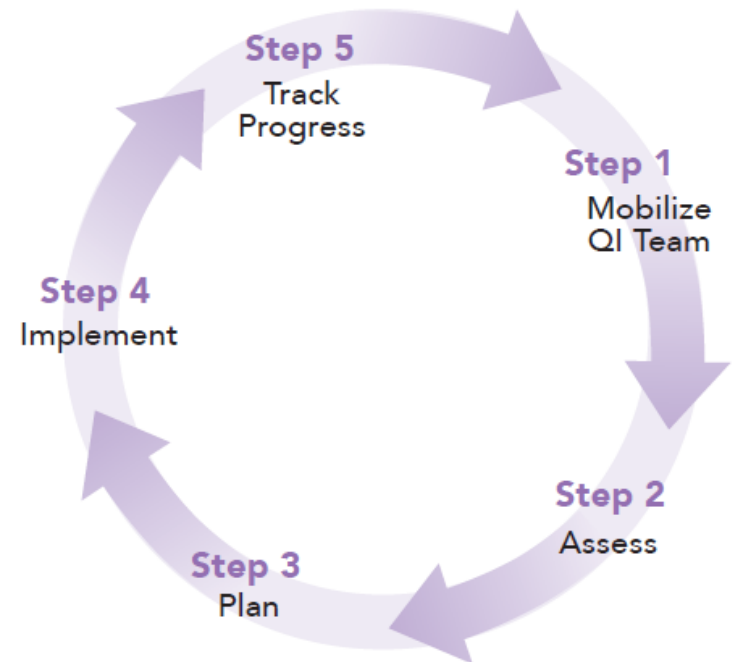 Step 5
Track
Progress
Step 1
Mobilize
QI Team
Step 4
Implement
Step 2
Assess
Step 3
Plan